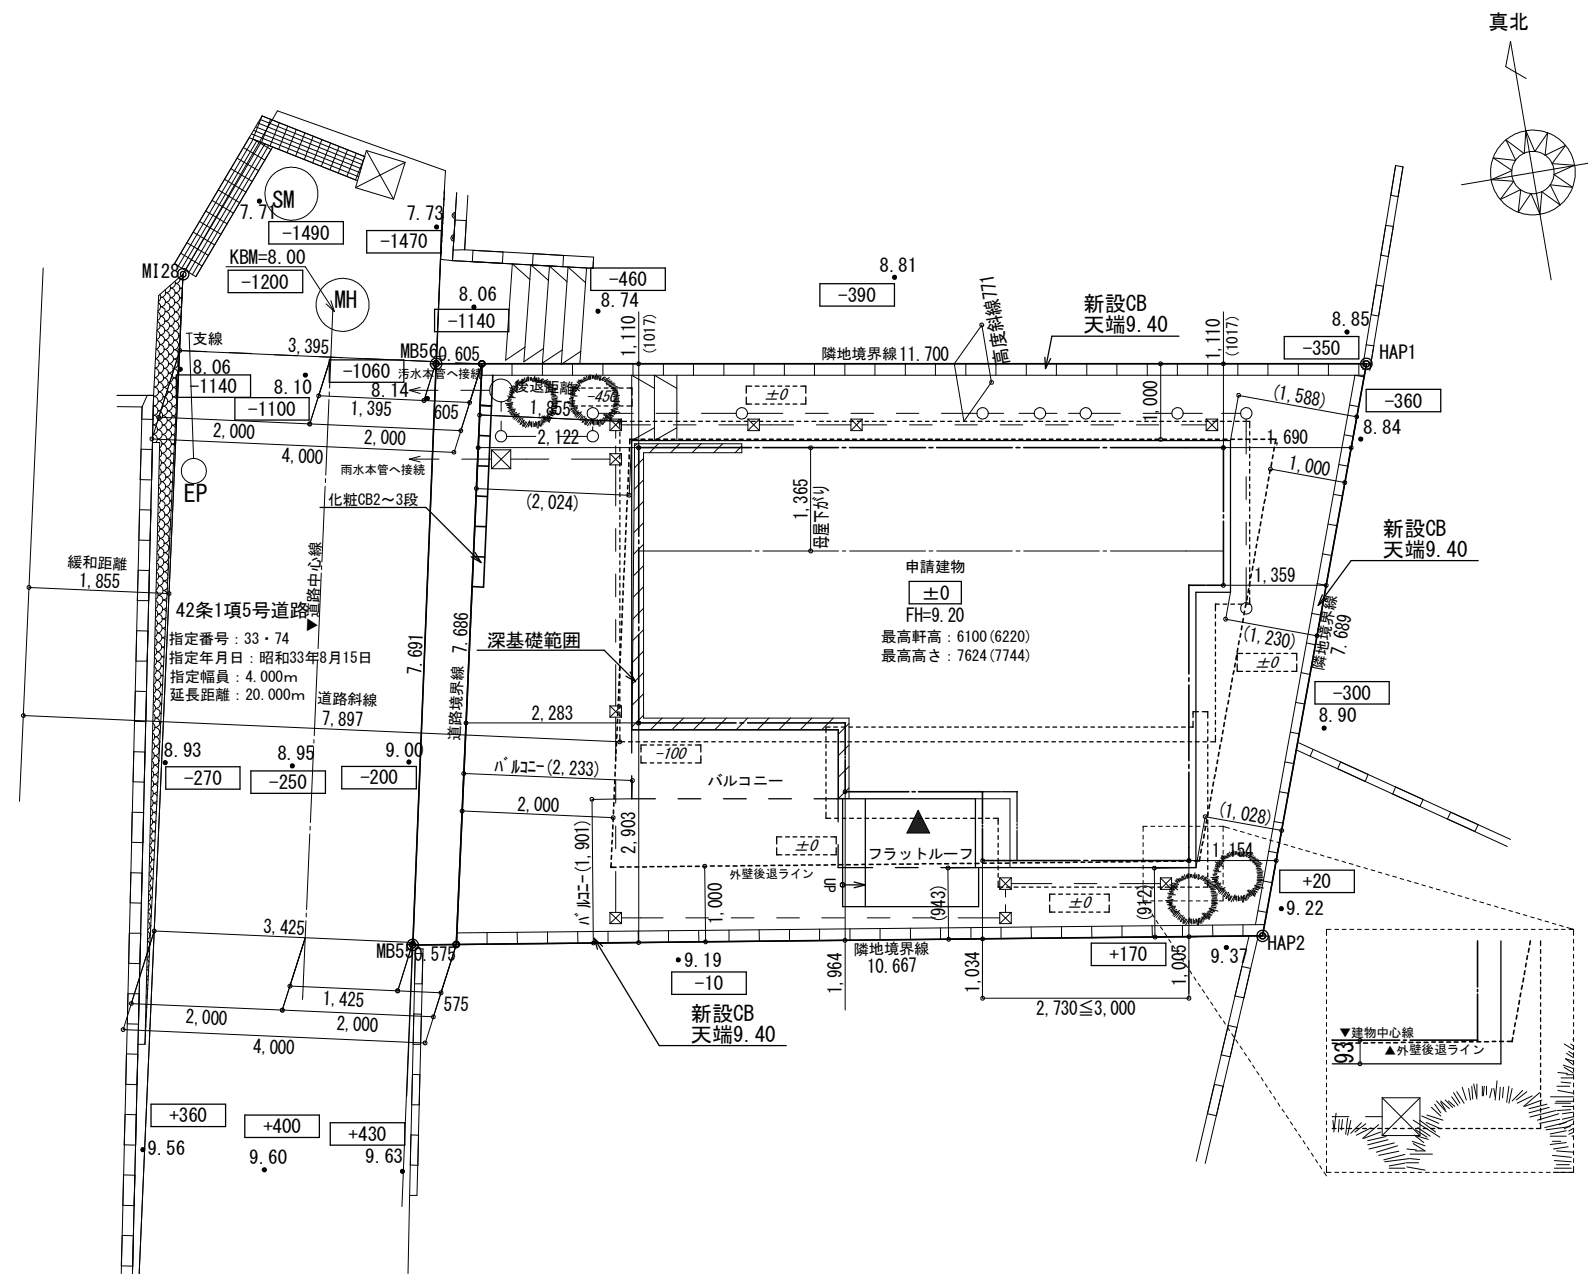 真北
SM
7.71
-1490
7.73
-1470
KBM=8.00
-1200
MI28
MH
8.06
-1140
-460
8.74
8.81
-390
新設CB
天端9.40
8.85
-350
HAP1
支線
3,395
MB56
0.605
1,110
(1017)
隣地境界線11.700
高度斜線771
1,110
(1017)
8.06
-1140
8.10
-1100
-1060
8.14
汚水本管へ接続
後退距離
1,855
-450
±0
1,000
(1,588)
-360
8.84
1,395
605
2,000
2,000
4,000
2,122
1,690
1,000
雨水本管へ接続
EP
化粧CB2～3段
(2,024)
1,365
母屋下がり
新設CB
天端9.40
緩和距離
1,855
道路中心線
申請建物
±0
FH=9.20
最高軒高：6100(6220)
最高高さ：7624(7744)
1,359
42条1項5号道路
指定番号：33・74
指定年月日：昭和33年8月15日
指定幅員：4.000m
延長距離：20.000m
7.691
7.686
道路境界線
深基礎範囲
(1,230)
隣地境界線
7.689
±0
道路斜線
7,897
2,283
-300
8.90
8.93
-270
8.95
-250
9.00
-200
-100
バルコニー(2,233)
バルコニー
2,000
バルコニー(1,901)
2,903
±0
フラットルーフ
(1,028)
1,154
外壁後退ライン
UP
1,000
(943)
±0
(912)
+20
9.22
3,425
MB55
0.575
HAP2
9.19
-10
隣地境界線
10.667
1,964
1,034
+170
1,005
9.37
1,425
575
2,000
2,000
4,000
新設CB
天端9.40
2,730≦3,000
▼建物中心線
▲外壁後退ライン
93
+360
+400
+430
9.56
9.60
9.63